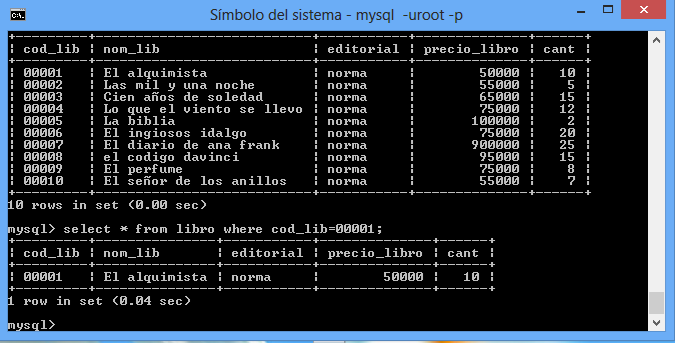 Símbolo del sistema - mysql -uroot -p
| cod_lib | nom_lib | editorial | precio_libro | cant |
| 00001 | El alquimista | norma | 50000 | 10 |
| 00002 | Las mil y una noche | norma | 55000 | 5 |
| 00003 | Cien años de soledad | norma | 65000 | 15 |
| 00004 | Lo que el viento se llevo | norma | 75000 | 12 |
| 00005 | La biblia | norma | 100000 | 2 |
| 00006 | El ingiosos idalgo | norma | 75000 | 20 |
| 00007 | El diario de ana frank | norma | 900000 | 25 |
| 00008 | el codigo davinci | norma | 95000 | 15 |
| 00009 | El perfume | norma | 75000 | 8 |
| 00010 | El señor de los anillos | norma | 55000 | 7 |
10 rows in set (0.00 sec)
mysql> select * from libro where cod_lib=00001;
| cod_lib | nom_lib | editorial | precio_libro | cant |
| 00001 | El alquimista | norma | 50000 | 10 |
1 row in set (0.04 sec)
mysql>